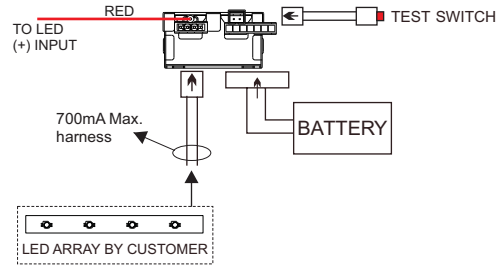 RED
TO LED
(+) INPUT
TEST SWITCH
700mA Max.
harness
BATTERY
LED ARRAY BY CUSTOMER